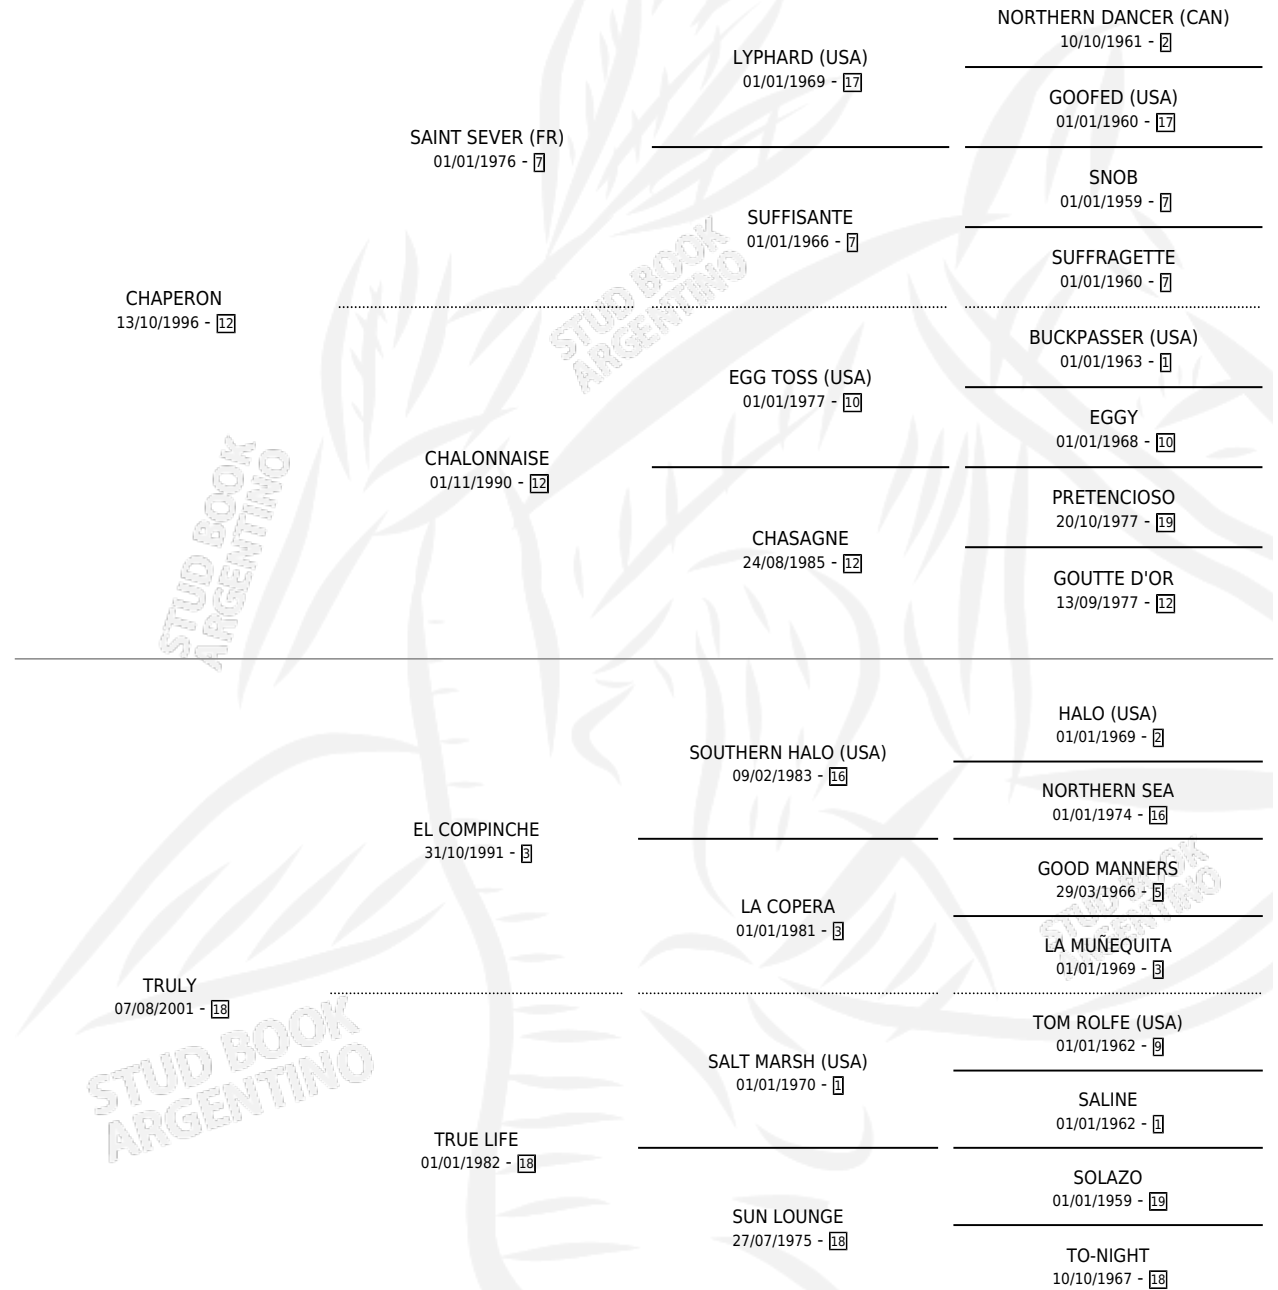 NORTHERN DANCER (CAN)
10/10/1961 - 2
LYPHARD (USA)
01/01/1969 - 17
GOOFED (USA)
01/01/1960 - 17
SAINT SEVER (FR)
01/01/1976 - 7
SNOB
01/01/1959 - 7
SUFFISANTE
01/01/1966 - 7
SUFFRAGETTE
01/01/1960 - 7
CHAPERON
13/10/1996 - 12
BUCKPASSER (USA)
01/01/1963 - 1
EGG TOSS (USA)
01/01/1977 - 10
EGGY
01/01/1968 - 10
CHALONNAISE
01/11/1990 - 12
PRETENCIOSO
20/10/1977 - 19
CHASAGNE
24/08/1985 - 12
GOUTTE D'OR
13/09/1977 - 12
STUD BOOK
ARGENTINO
STUD BOOK
ARGENTINO
HALO (USA)
01/01/1969 - 2
SOUTHERN HALO (USA)
09/02/1983 - 16
NORTHERN SEA
01/01/1974 - 16
EL COMPINCHE
31/10/1991 - 3
GOOD MANNERS
29/03/1966 - 5
LA COPERA
01/01/1981 - 3
LA MUÑEQUITA
01/01/1969 - 3
STUD BOOK
ARGENTINO
TRULY
07/08/2001 - 18
TOM ROLFE (USA)
01/01/1962 - 9
SALT MARSH (USA)
01/01/1970 - 1
SALINE
01/01/1962 - 1
STUD BOOK
ARGENTINO
TRUE LIFE
01/01/1982 - 18
SOLAZO
01/01/1959 - 19
SUN LOUNGE
27/07/1975 - 18
TO-NIGHT
10/10/1967 - 18